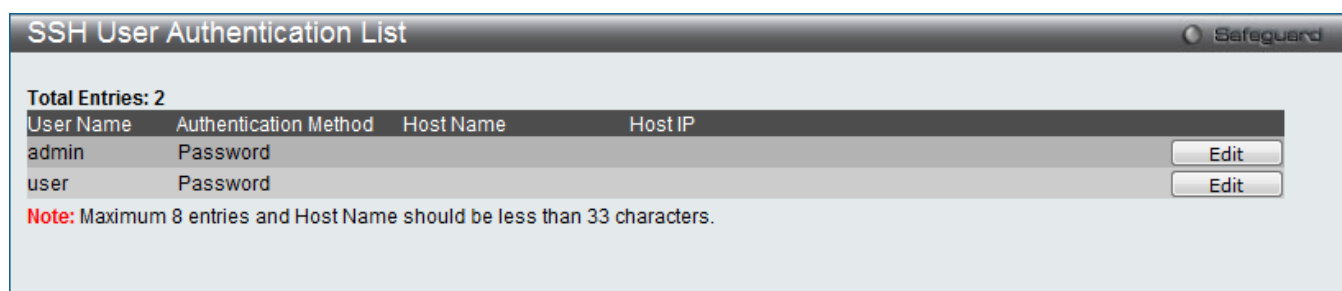 SSH User Authentication List
Safeguard
Total Entries: 2
User Name Authentication Method Host Name Host IP
admin Password Edit
user Password Edit
Note: Maximum 8 entries and Host Name should be less than 33 characters.